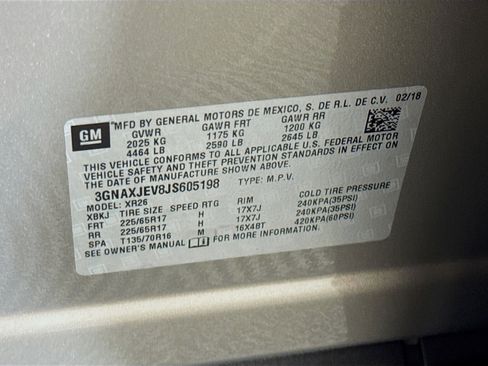 GM
MFD BY GENERAL MOTORS DE MEXICO, S. DE R.L. DE C.V. 02/18
GVWR GAWR FRT GAWR RR
2025 KG 1175 KG 1200 KG
4464 LB 2590 LB 2645 LB
THIS VEHICLE CONFORMS TO ALL APPLICABLE U.S. FEDERAL MOTOR
VEHICLE SAFETY, BUMPER, AND THEFT PREVENTION STANDARDS IN EFFECT ON
THE DATE OF MANUFACTURE SHOWN ABOVE.
3GNAXJEV8JS605198 TYPE: M.P.V.
MODEL: XR26
XBKJ TIRE SIZE SPEED RTG RIM COLD TIRE PRESSURE
FRT 225/65R17 H 17X7J 240KPA(35PSI)
RR 225/65R17 H 17X7J 240KPA(35PSI)
SPA T135/70R16 M 16X4BT 420KPA(60PSI)
SEE OWNER'S MANUAL FOR ADDITIONAL INFORMATION.